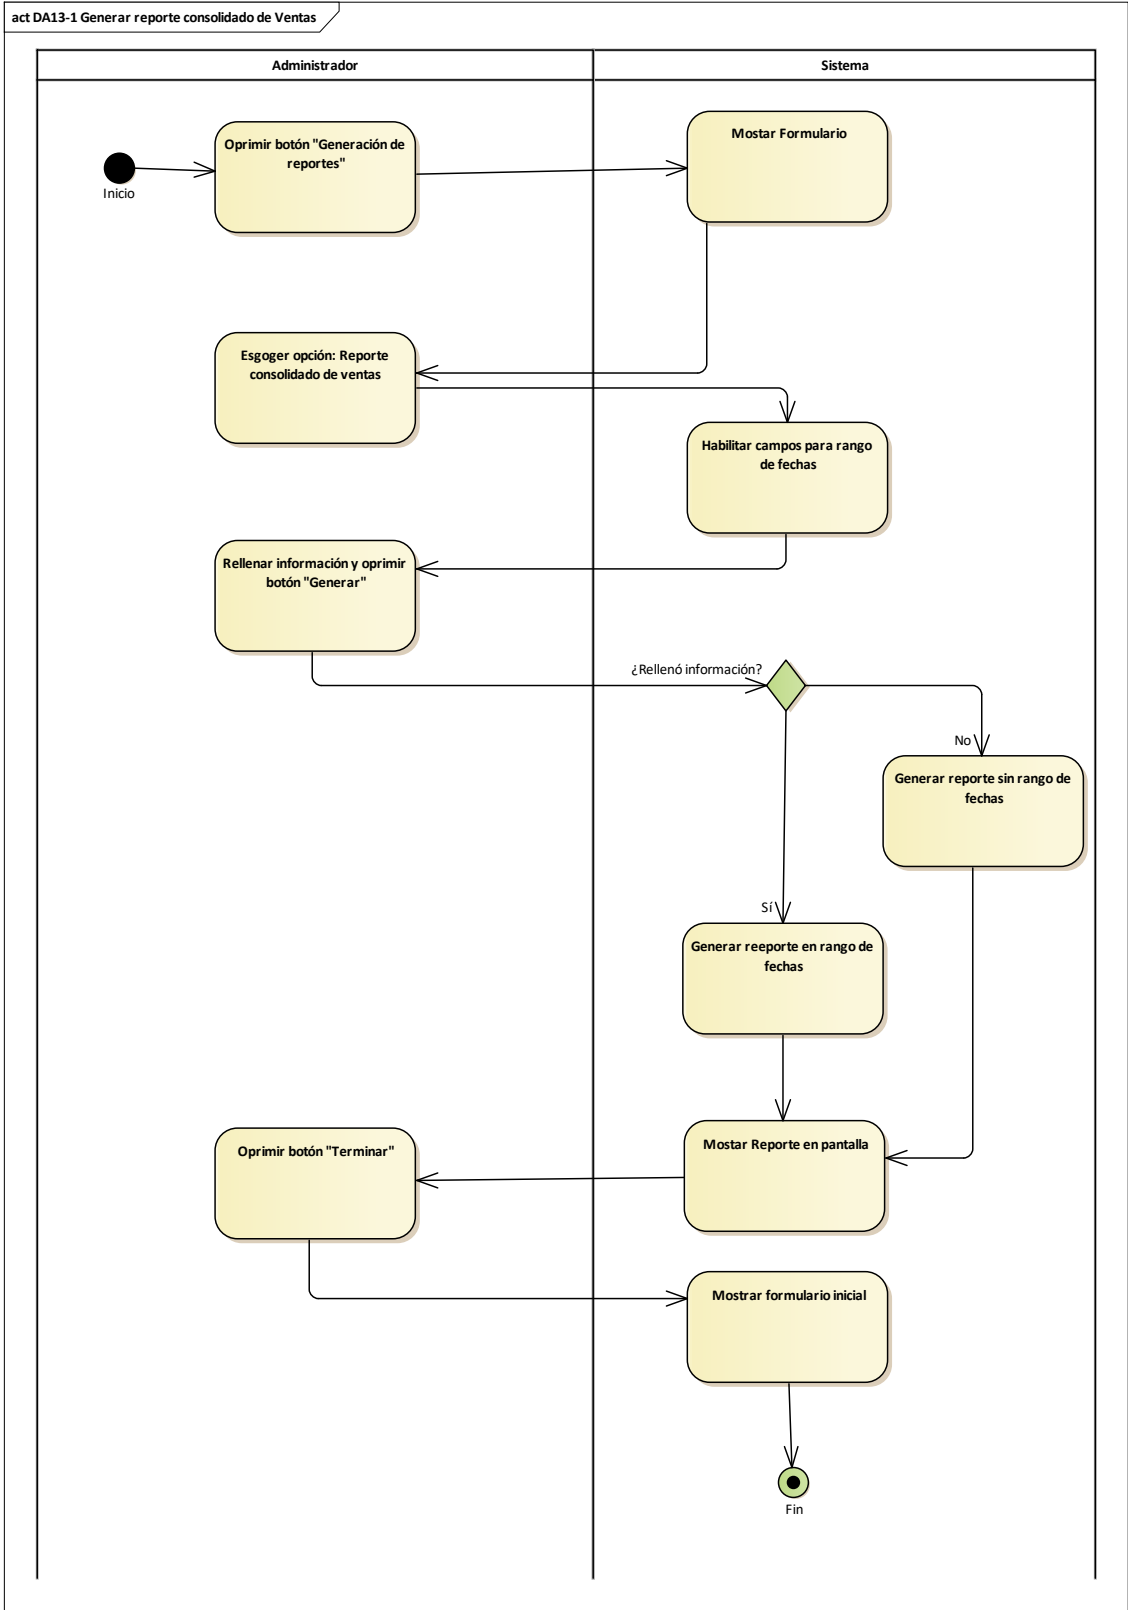 act DA13-1 Generar reporte consolidado de Ventas
Administrador
Sistema
Oprimir botón "Generación de
reportes"
Mostar Formulario
Inicio
Esgoger opción: Reporte
consolidado de ventas
Habilitar campos para rango
de fechas
Rellenar información y oprimir
botón "Generar"
¿Rellenó información?
No
Generar reporte sin rango de
fechas
Sí
Generar reeporte en rango de
fechas
Mostar Reporte en pantalla
Oprimir botón "Terminar"
Mostrar formulario inicial
Fin